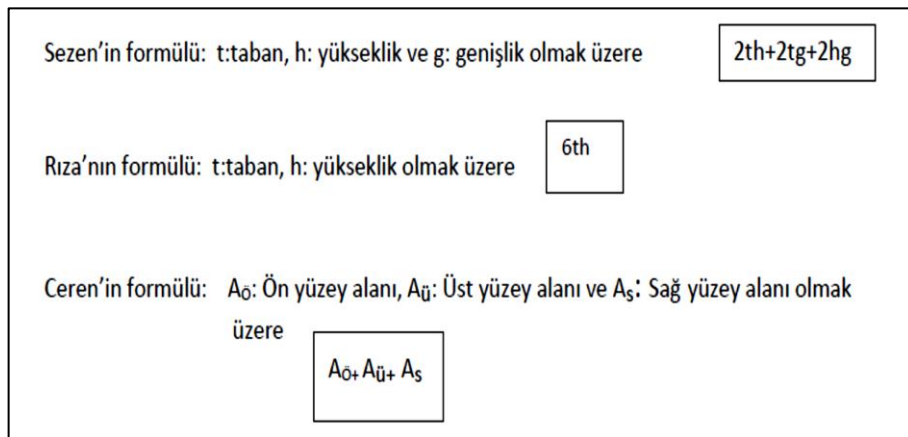 Sezen’in formülü: t:taban, h: yükseklik ve g: genişlik olmak üzere 2th+2tg+2hg
Rıza’nın formülü: t:taban, h: yükseklik olmak üzere 6th
Ceren’in formülü: Aö: Ön yüzey alanı, Aü: Üst yüzey alanı ve As: Sağ yüzey alanı olmak
üzere
Aö+ Aü+ As